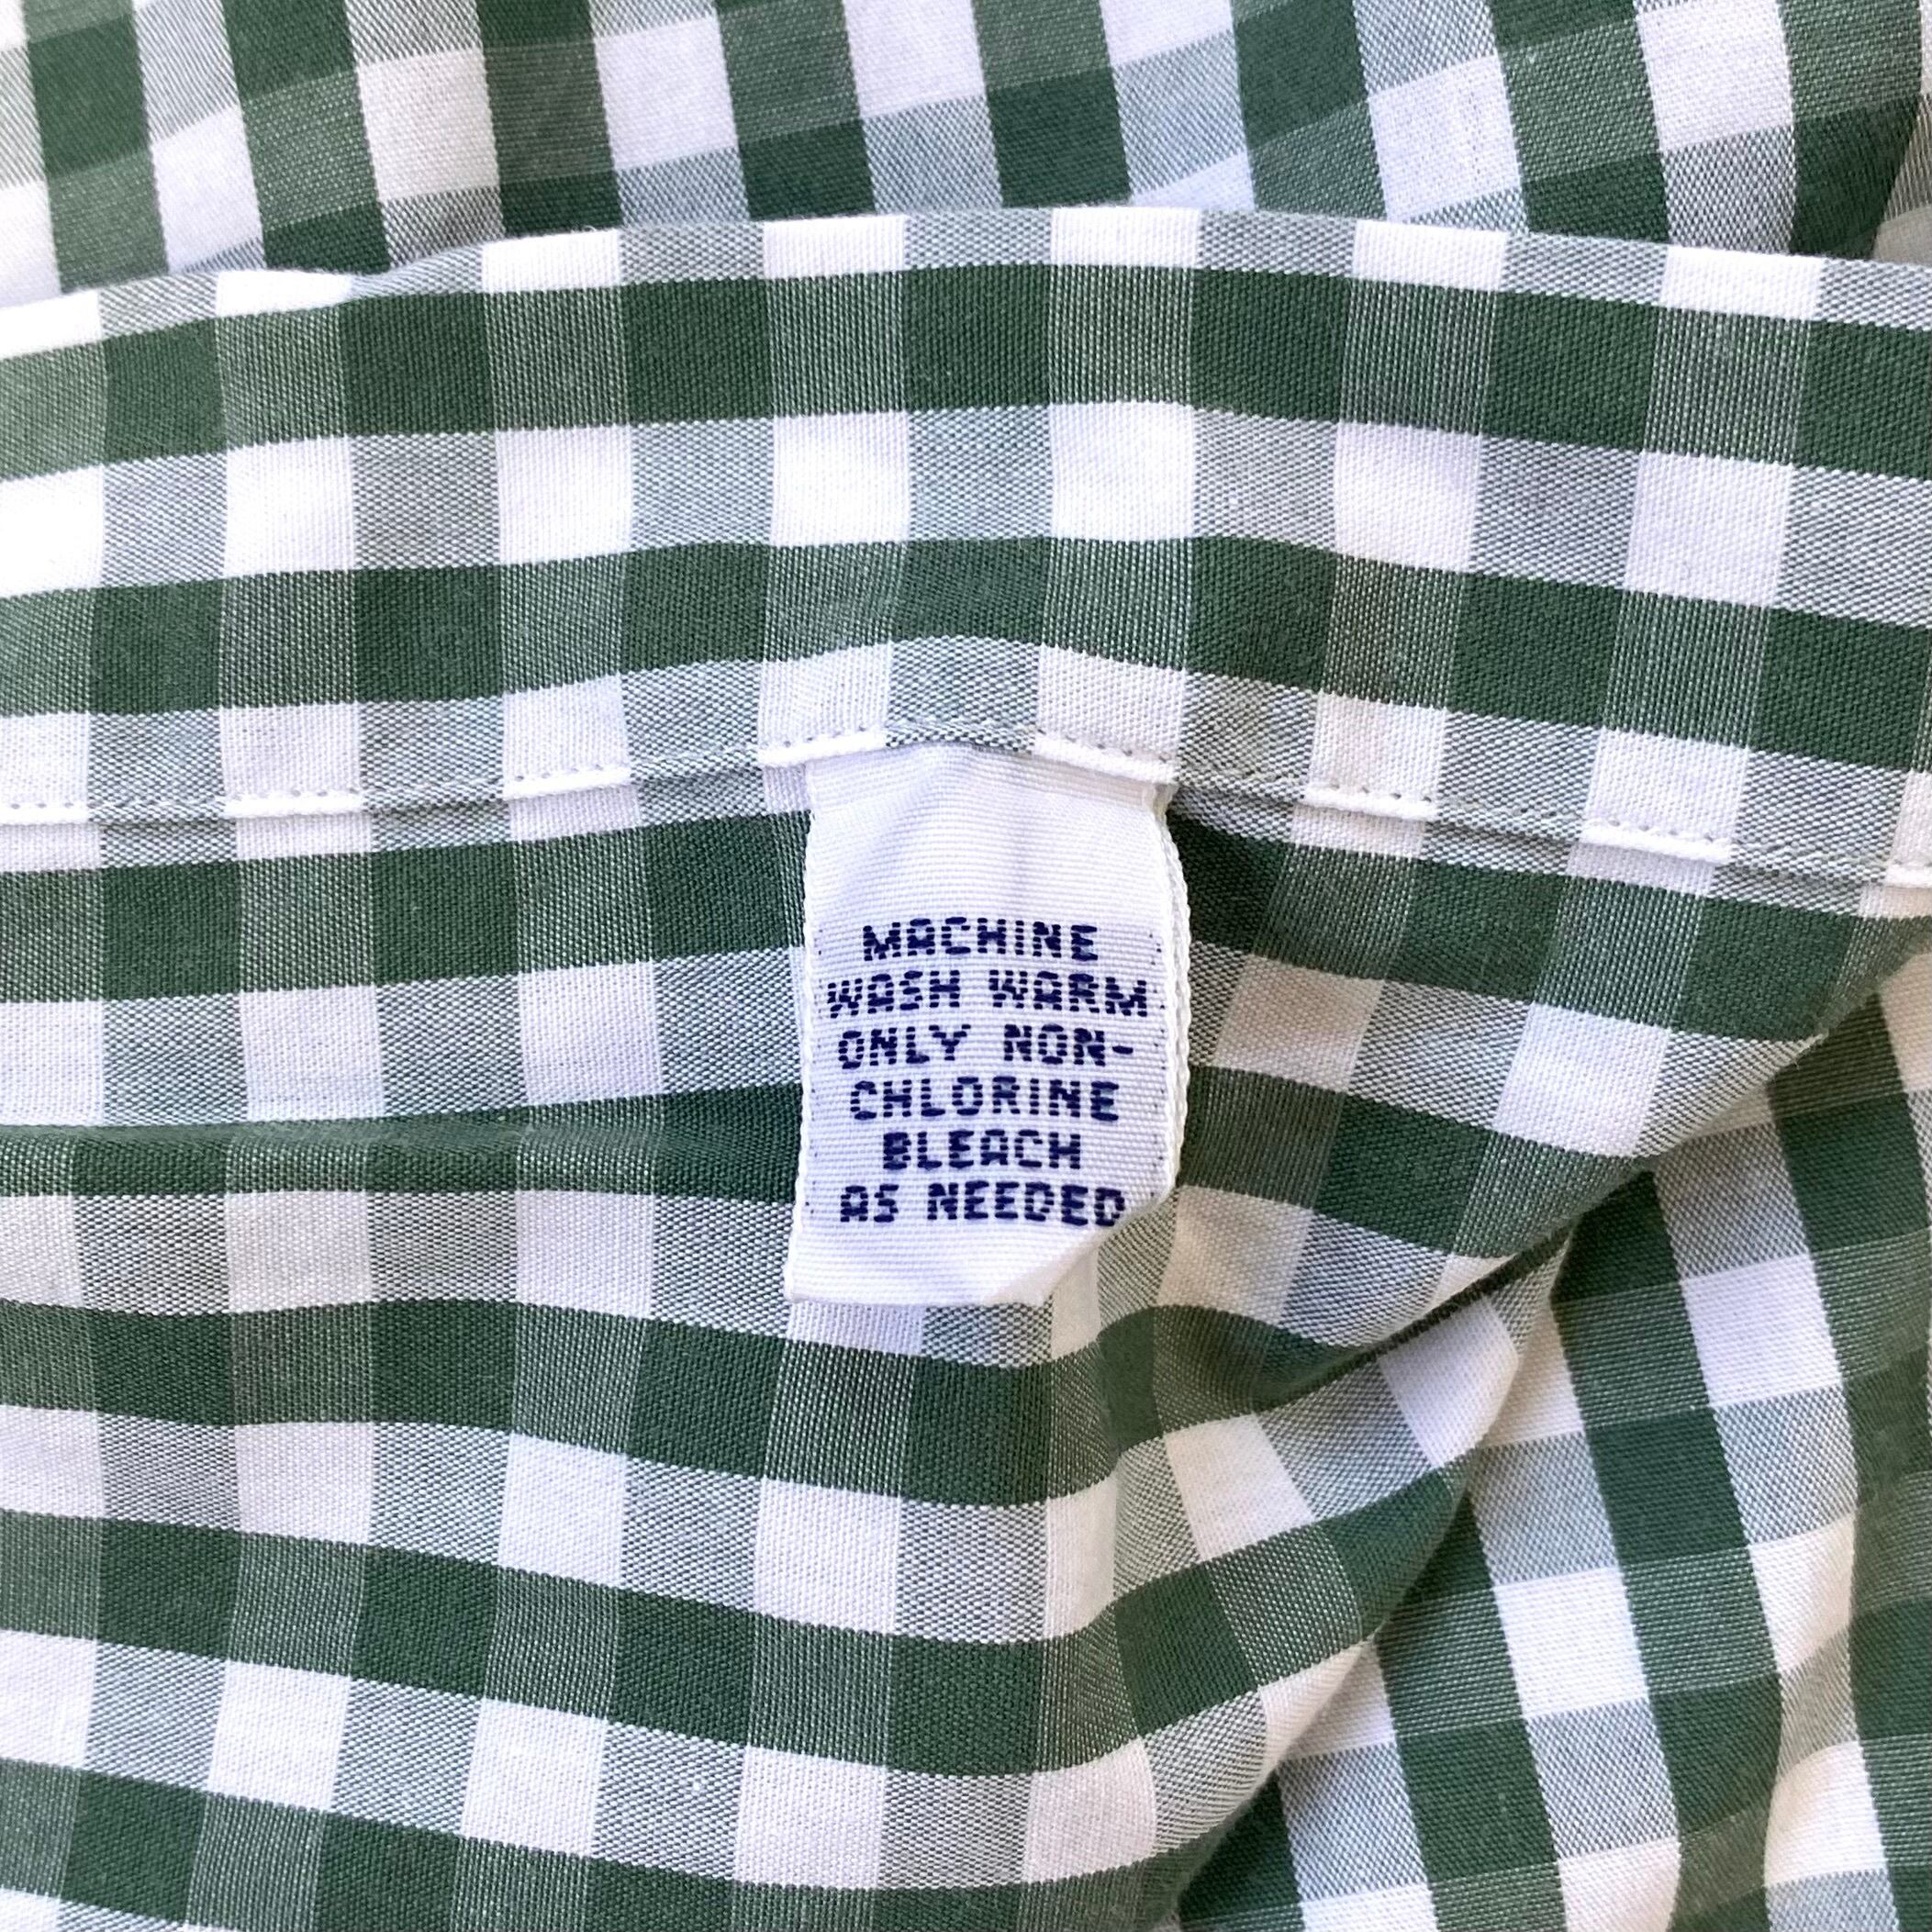 MACHINE
WASH WARM
ONLY NON-
CHLORINE
BLEACH
AS NEEDED